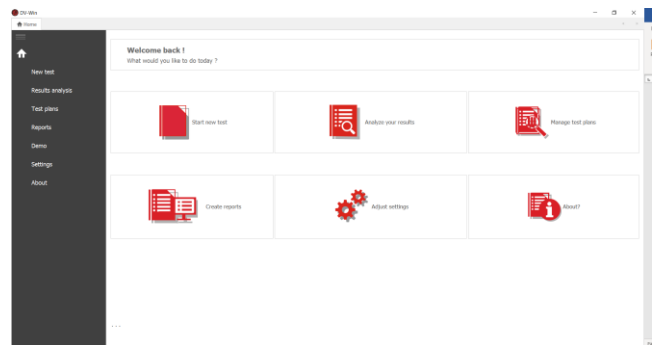 DV-Win
Home
New test
Results analysis
Test plans
Reports
Demo
Settings
About
Welcome back !
What would you like to do today ?
Start new test
Analyze your results
Manage test plans
Create reports
Adjust settings
About?
...